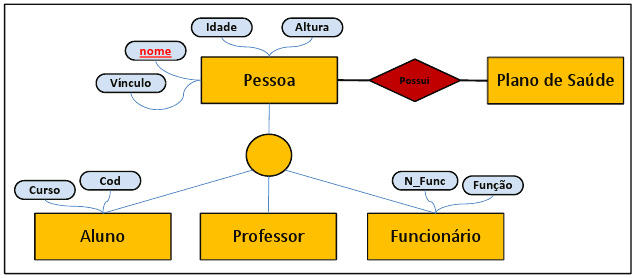 Idade
Altura
nome
Vínculo
Pessoa
Possui
Plano de Saúde
Curso
Cod
N_Func
Função
Aluno
Professor
Funcionário